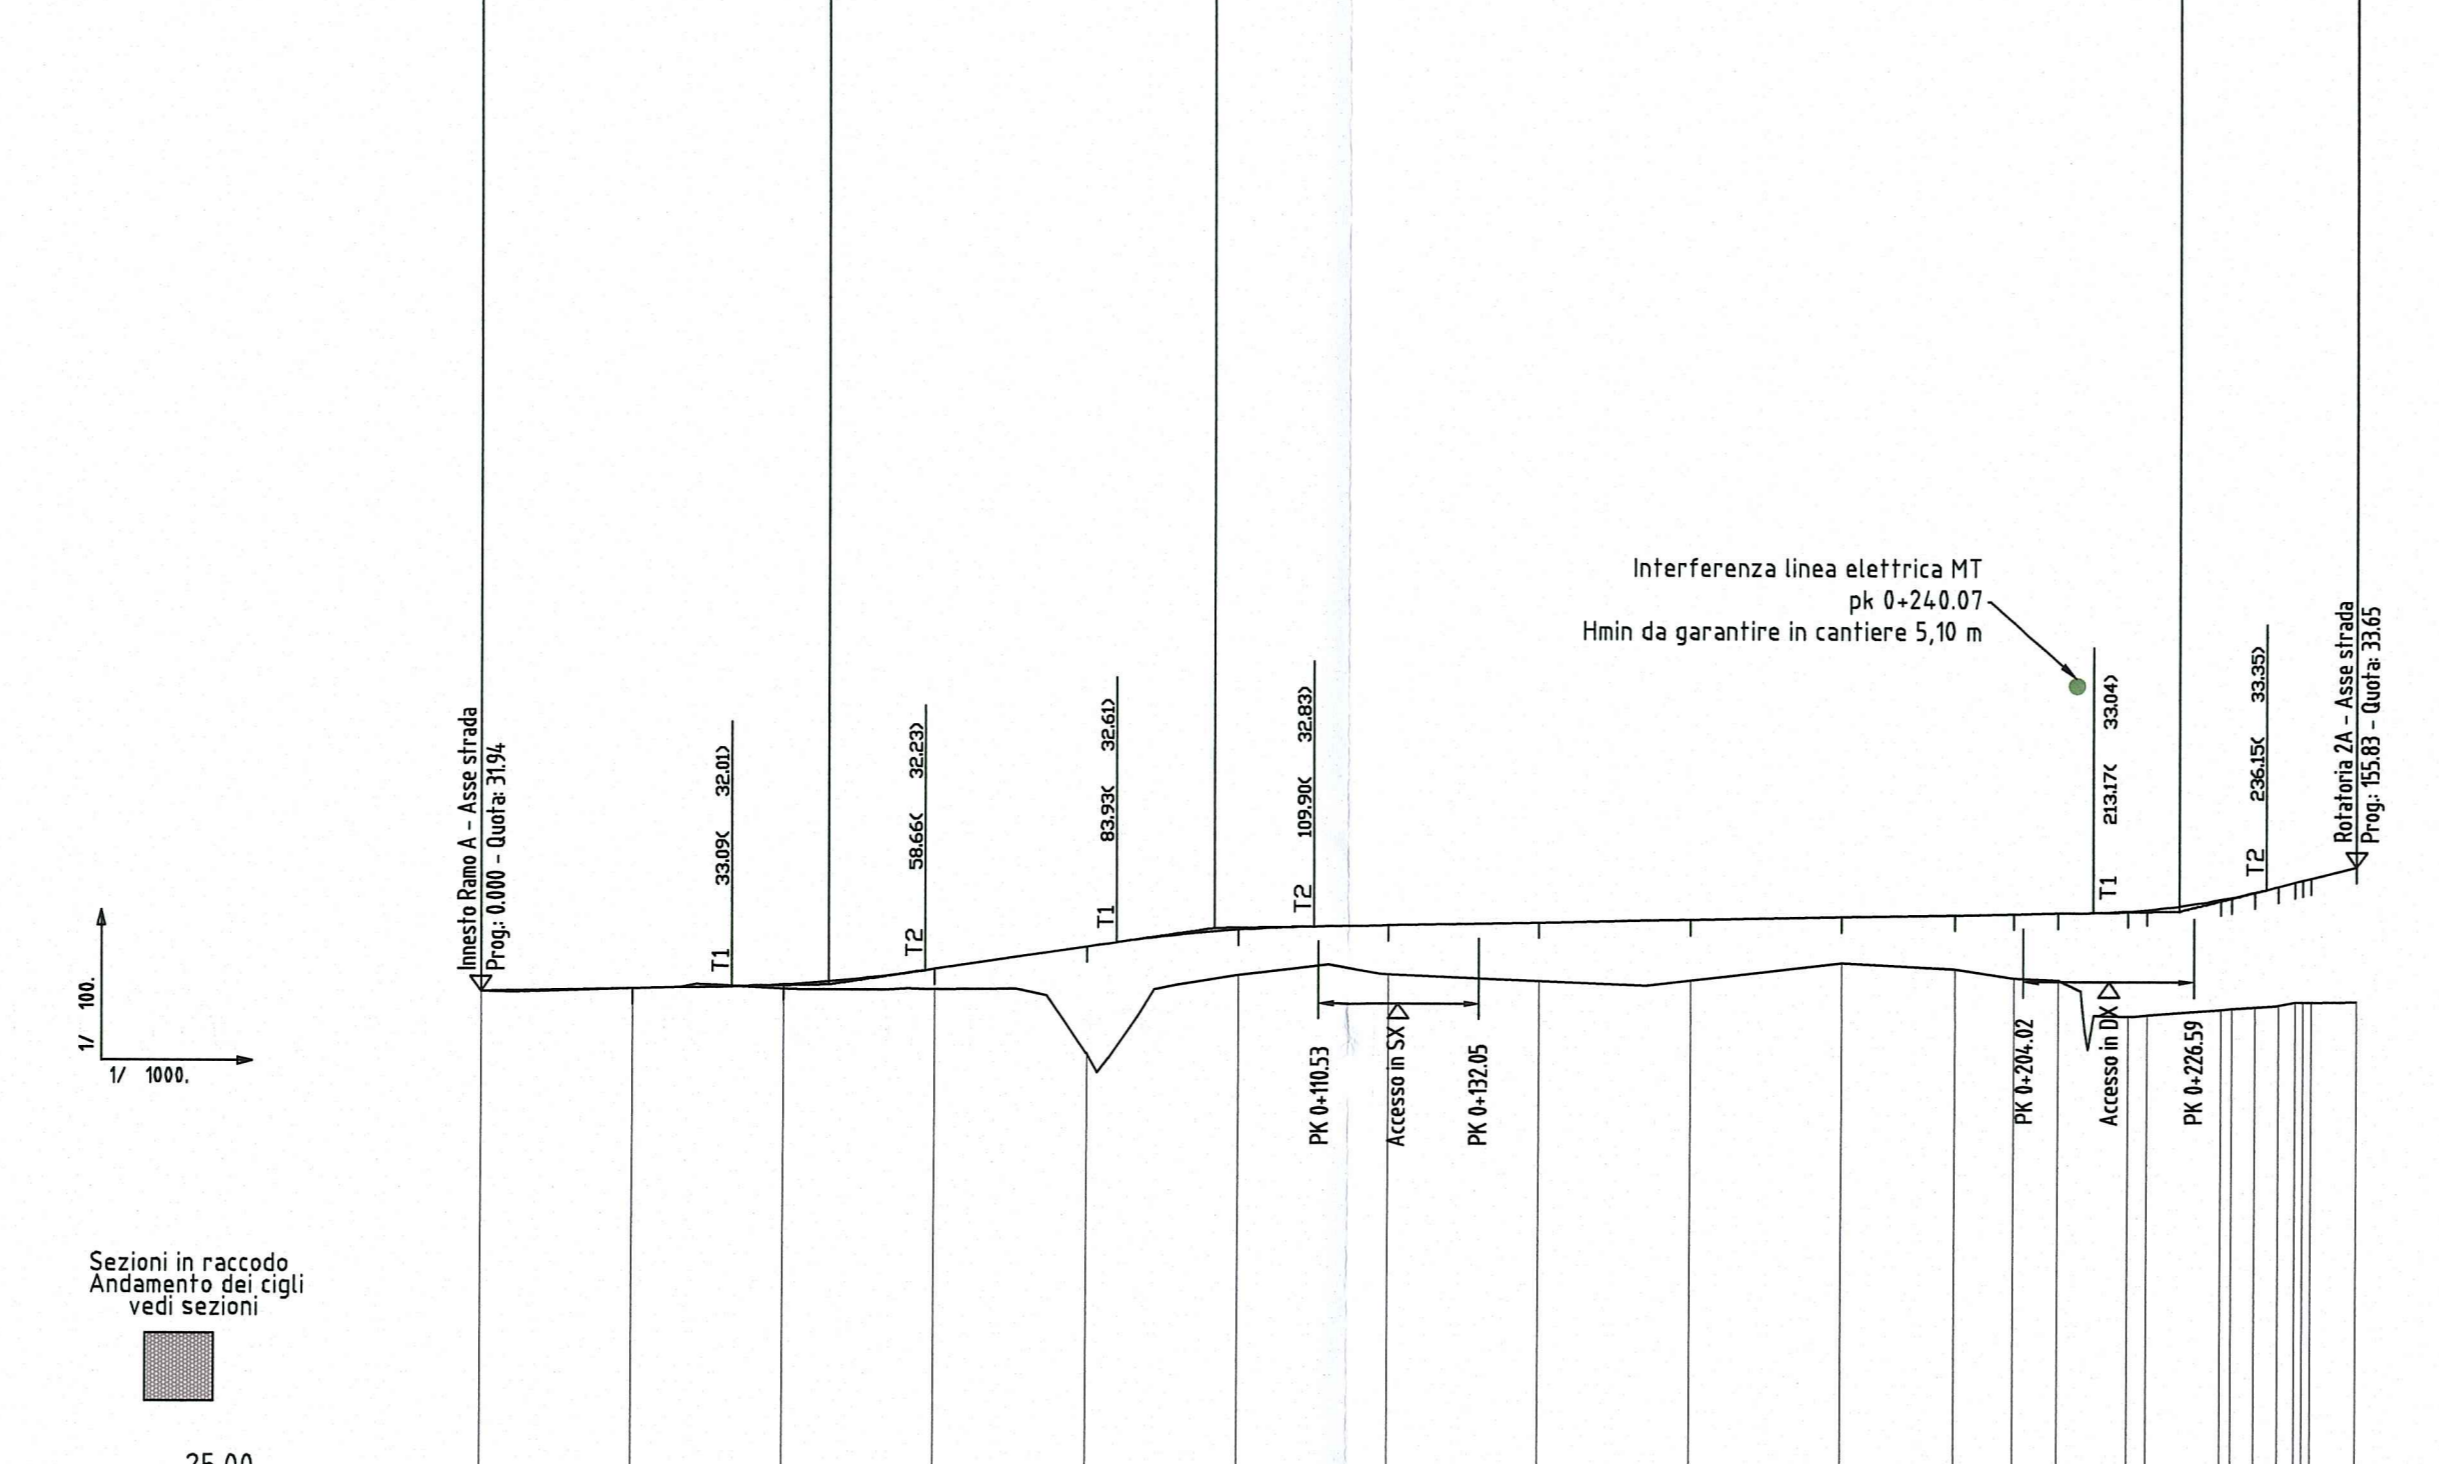 Interferenza linea elettrica MT
pk 0+240.07
Hmin da garantire in cantiere 5,10 m
Innesto Ramo A - Asse strada
Prog.: 0.000 - Quota: 31.94
T1 33.09( 32.01)
T2 58.66( 32.23)
T1 83.93( 32.61)
T2 109.90( 32.83)
T1 213.17( 33.04)
T2 236.15( 33.35)
Rotatoria 2A - Asse strada
Prog.: 155.83 - Quota: 33.65
1/ 100.
1/ 1000.
PK 0+110.53
Accesso in SX
PK 0+132.05
PK 0+204.02
Accesso in DX
PK 0+226.59
Sezioni in raccodo
Andamento dei cigli
vedi sezioni
25.00